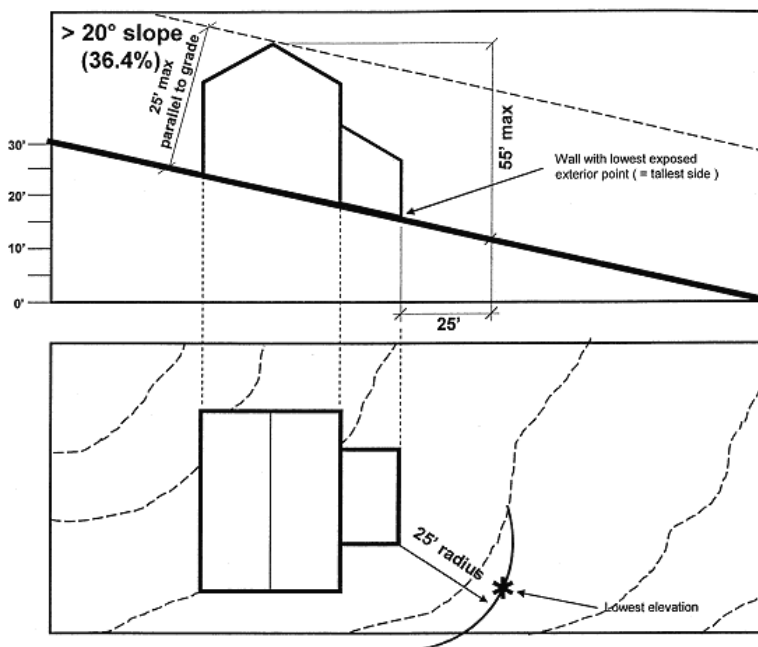 > 20° slope
(36.4%)
25' max
parallel to grade
55' max
Wall with lowest exposed
exterior point ( = tallest side )
30'
20'
10'
0'
25'
25' radius
Lowest elevation